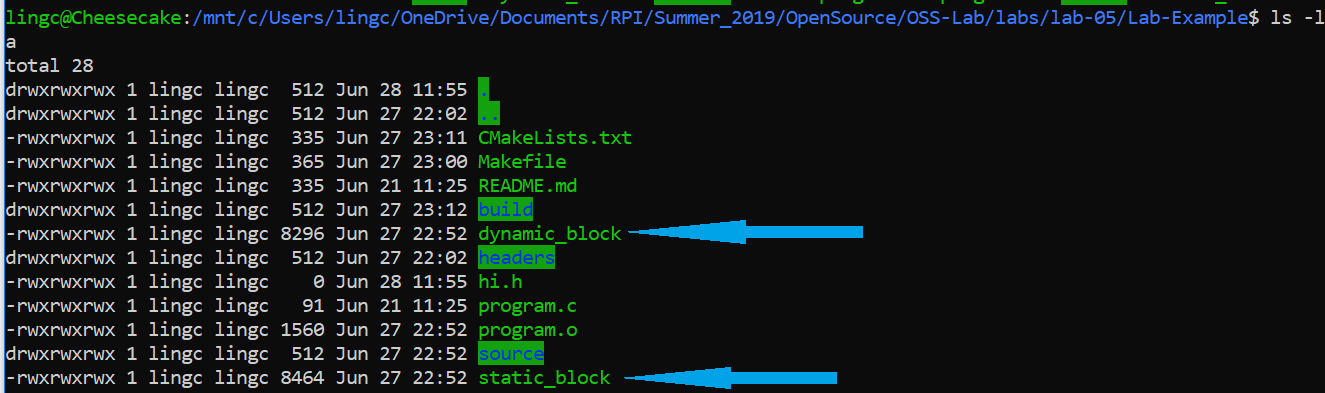 lingc@Cheesecake:/mnt/c/Users/lingc/OneDrive/Documents/RPI/Summer_2019/OpenSource/OSS-Lab/labs/lab-05/Lab-Example$ ls -l
a
total 28
drwxrwxrwx 1 lingc lingc  512 Jun 28 11:55 .
drwxrwxrwx 1 lingc lingc  512 Jun 27 22:02 ..
-rwxrwxrwx 1 lingc lingc  335 Jun 27 23:11 CMakeLists.txt
-rwxrwxrwx 1 lingc lingc  365 Jun 27 23:00 Makefile
-rwxrwxrwx 1 lingc lingc  335 Jun 21 11:25 README.md
drwxrwxrwx 1 lingc lingc  512 Jun 27 23:12 build
-rwxrwxrwx 1 lingc lingc 8296 Jun 27 22:52 dynamic_block
drwxrwxrwx 1 lingc lingc  512 Jun 27 22:02 headers
-rwxrwxrwx 1 lingc lingc    0 Jun 28 11:55 hi.h
-rwxrwxrwx 1 lingc lingc   91 Jun 21 11:25 program.c
-rwxrwxrwx 1 lingc lingc 1560 Jun 27 22:52 program.o
drwxrwxrwx 1 lingc lingc  512 Jun 27 22:52 source
-rwxrwxrwx 1 lingc lingc 8464 Jun 27 22:52 static_block